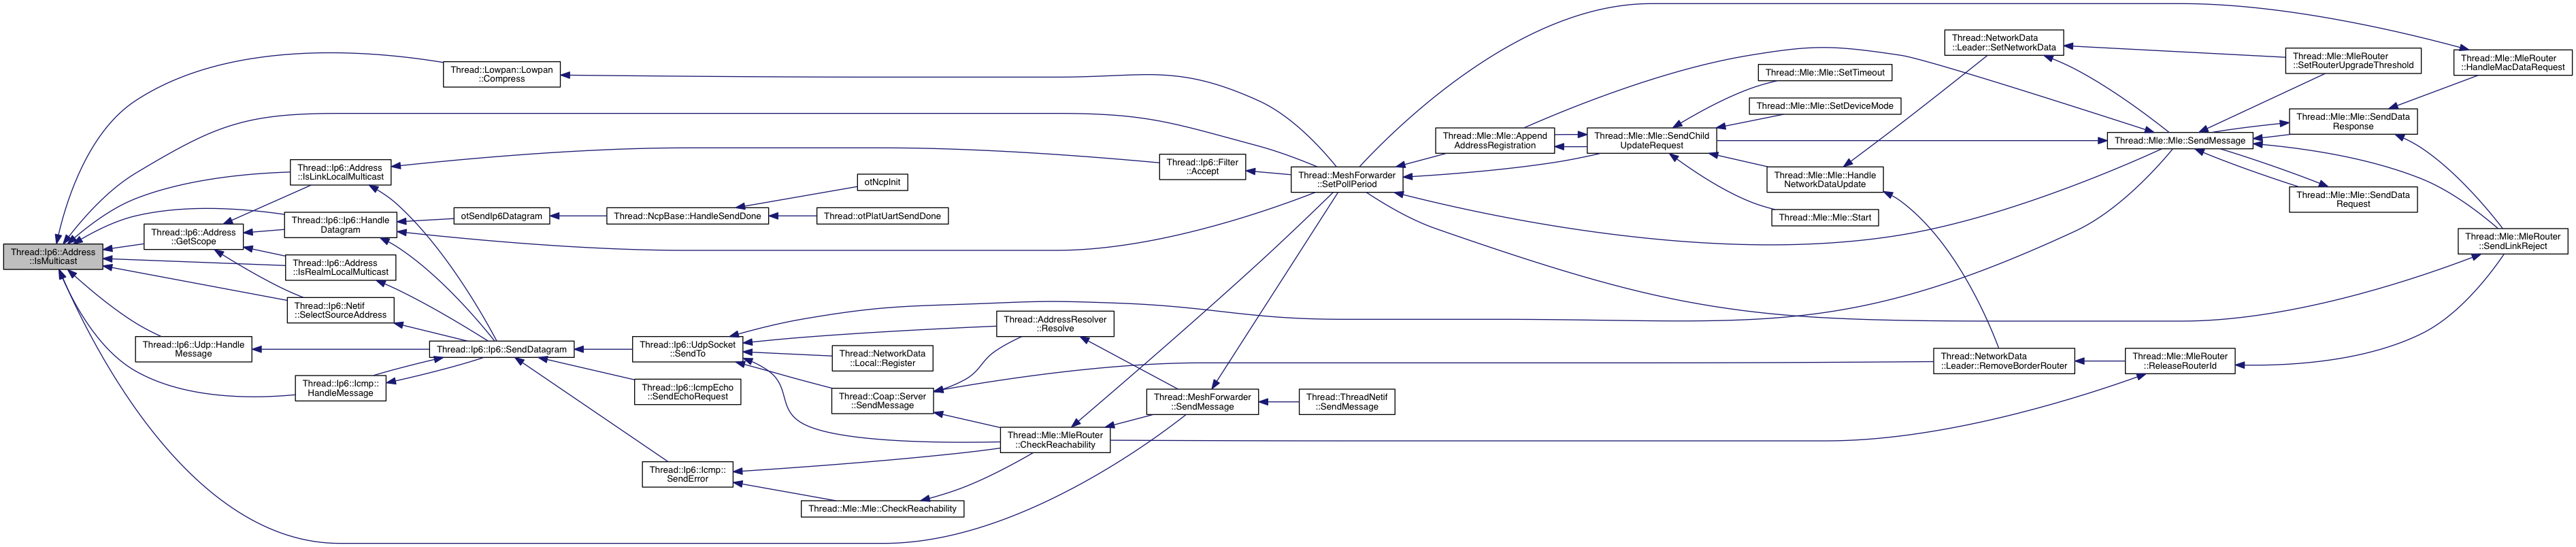 Thread::Ip6::Address
::IsMulticast
Thread::Lowpan::Lowpan
::Compress
Thread::Ip6::Address
::IsLinkLocalMulticast
Thread::Ip6::Ip6::Handle
Datagram
Thread::Ip6::Address
::GetScope
Thread::Ip6::Address
::IsRealmLocalMulticast
Thread::Ip6::Netif
::SelectSourceAddress
Thread::Ip6::Udp::Handle
Message
Thread::Ip6::Icmp::
HandleMessage
otSendIp6Datagram
Thread::Ip6::Ip6::SendDatagram
Thread::NcpBase::HandleSendDone
Thread::Ip6::UdpSocket
::SendTo
Thread::Ip6::IcmpEcho
::SendEchoRequest
Thread::Ip6::Icmp::
SendError
otNcpInit
Thread::otPlatUartSendDone
Thread::NetworkData
::Local::Register
Thread::Coap::Server
::SendMessage
Thread::Mle::Mle::CheckReachability
Thread::AddressResolver
::Resolve
Thread::Mle::MleRouter
::CheckReachability
Thread::Ip6::Filter
::Accept
Thread::MeshForwarder
::SendMessage
Thread::MeshForwarder
::SetPollPeriod
Thread::ThreadNetif
::SendMessage
Thread::Mle::Mle::Append
AddressRegistration
Thread::Mle::Mle::SendChild
UpdateRequest
Thread::Mle::Mle::SetTimeout
Thread::Mle::Mle::SetDeviceMode
Thread::Mle::Mle::Handle
NetworkDataUpdate
Thread::Mle::Mle::Start
Thread::NetworkData
::Leader::SetNetworkData
Thread::NetworkData
::Leader::RemoveBorderRouter
Thread::Mle::Mle::SendMessage
Thread::Mle::MleRouter
::ReleaseRouterId
Thread::Mle::MleRouter
::SetRouterUpgradeThreshold
Thread::Mle::Mle::SendData
Response
Thread::Mle::Mle::SendData
Request
Thread::Mle::MleRouter
::HandleMacDataRequest
Thread::Mle::MleRouter
::SendLinkReject